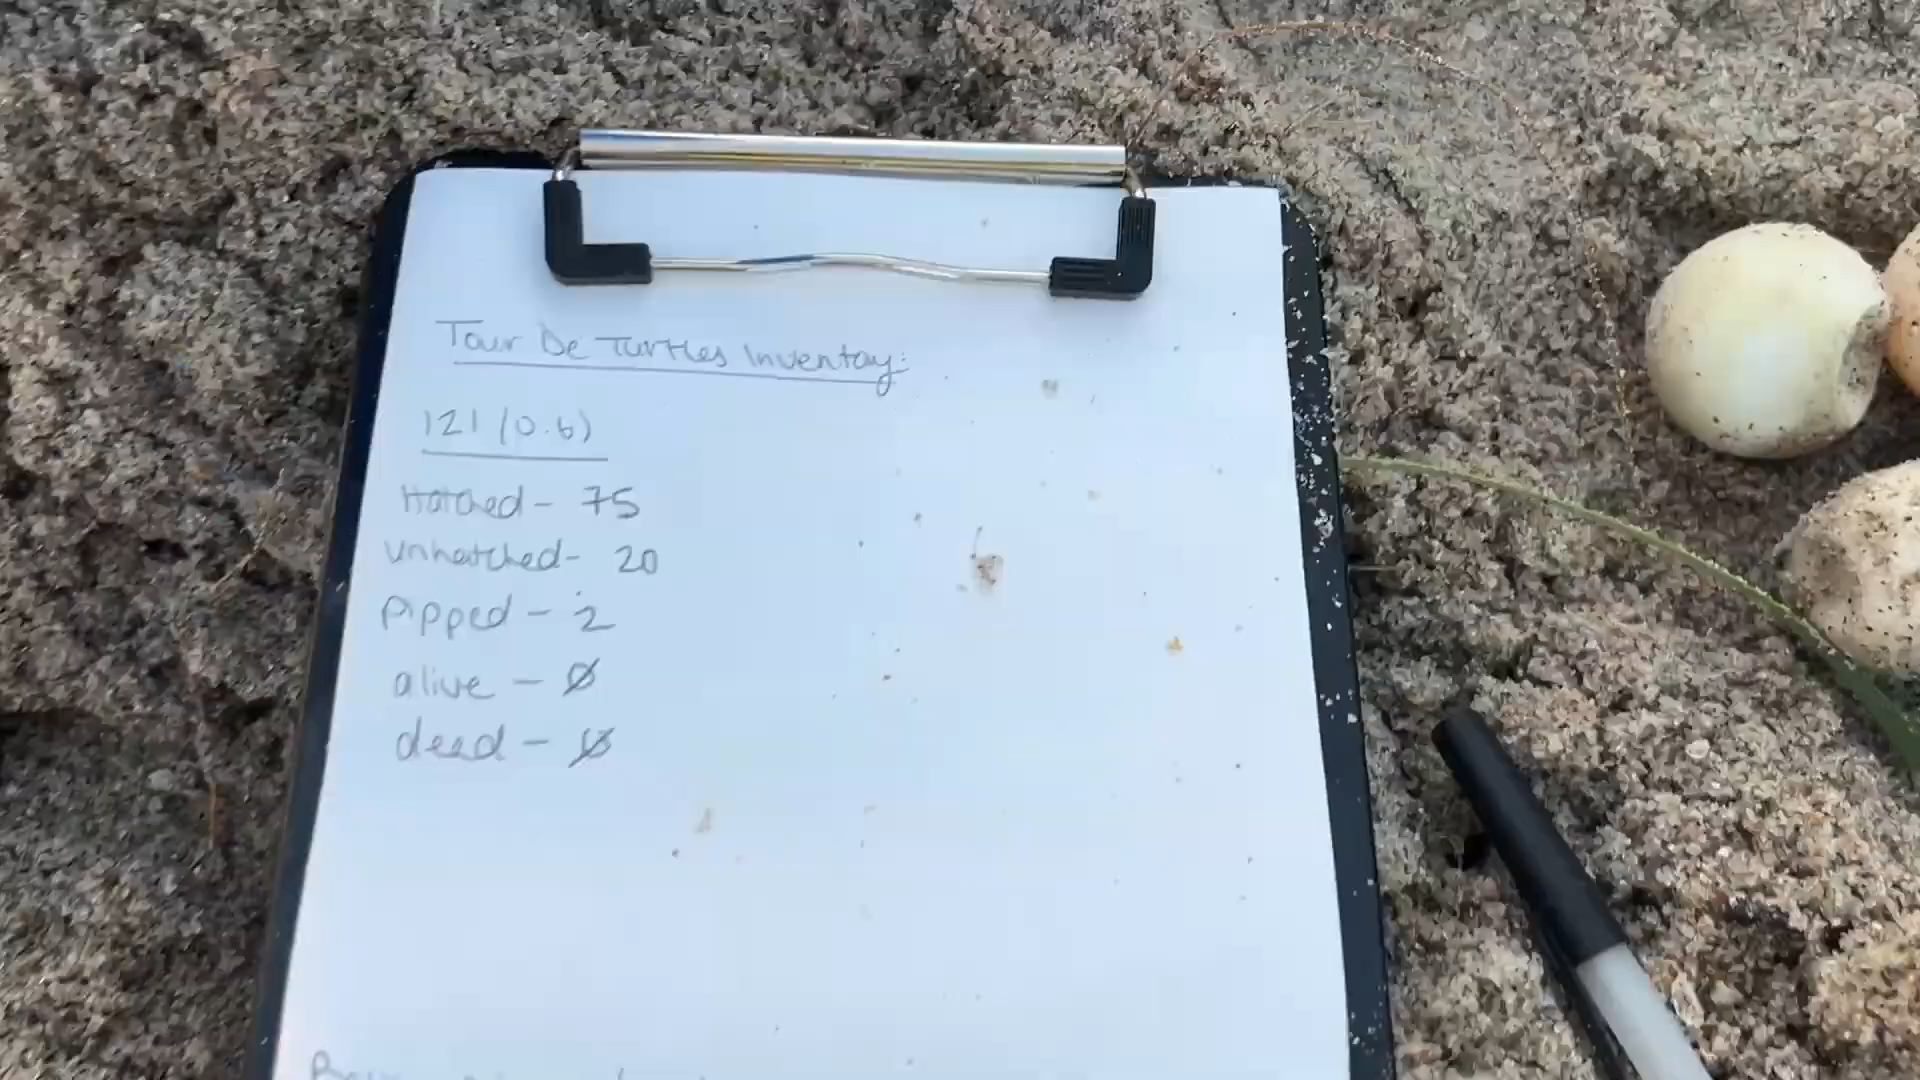 Tour De Turtles Inventory:
121 (0.6)
Hatched - 75
Unhatched - 20
pipped - 2
alive - Ø
dead - Ø